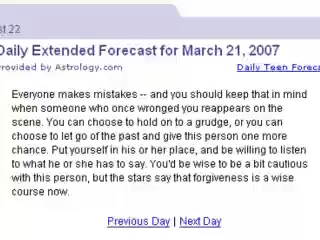 st 22
Daily Extended Forecast for March 21, 2007
Provided by Astrology.com
Daily Teen Forecas
Everyone makes mistakes -- and you should keep that in mind
when someone who once wronged you reappears on the
scene. You can choose to hold on to a grudge, or you can
choose to let go of the past and give this person one more
chance. Put yourself in his or her place, and be willing to listen
to what he or she has to say. You'd be wise to be a bit cautious
with this person, but the stars say that forgiveness is a wise
course now.
Previous Day | Next Day